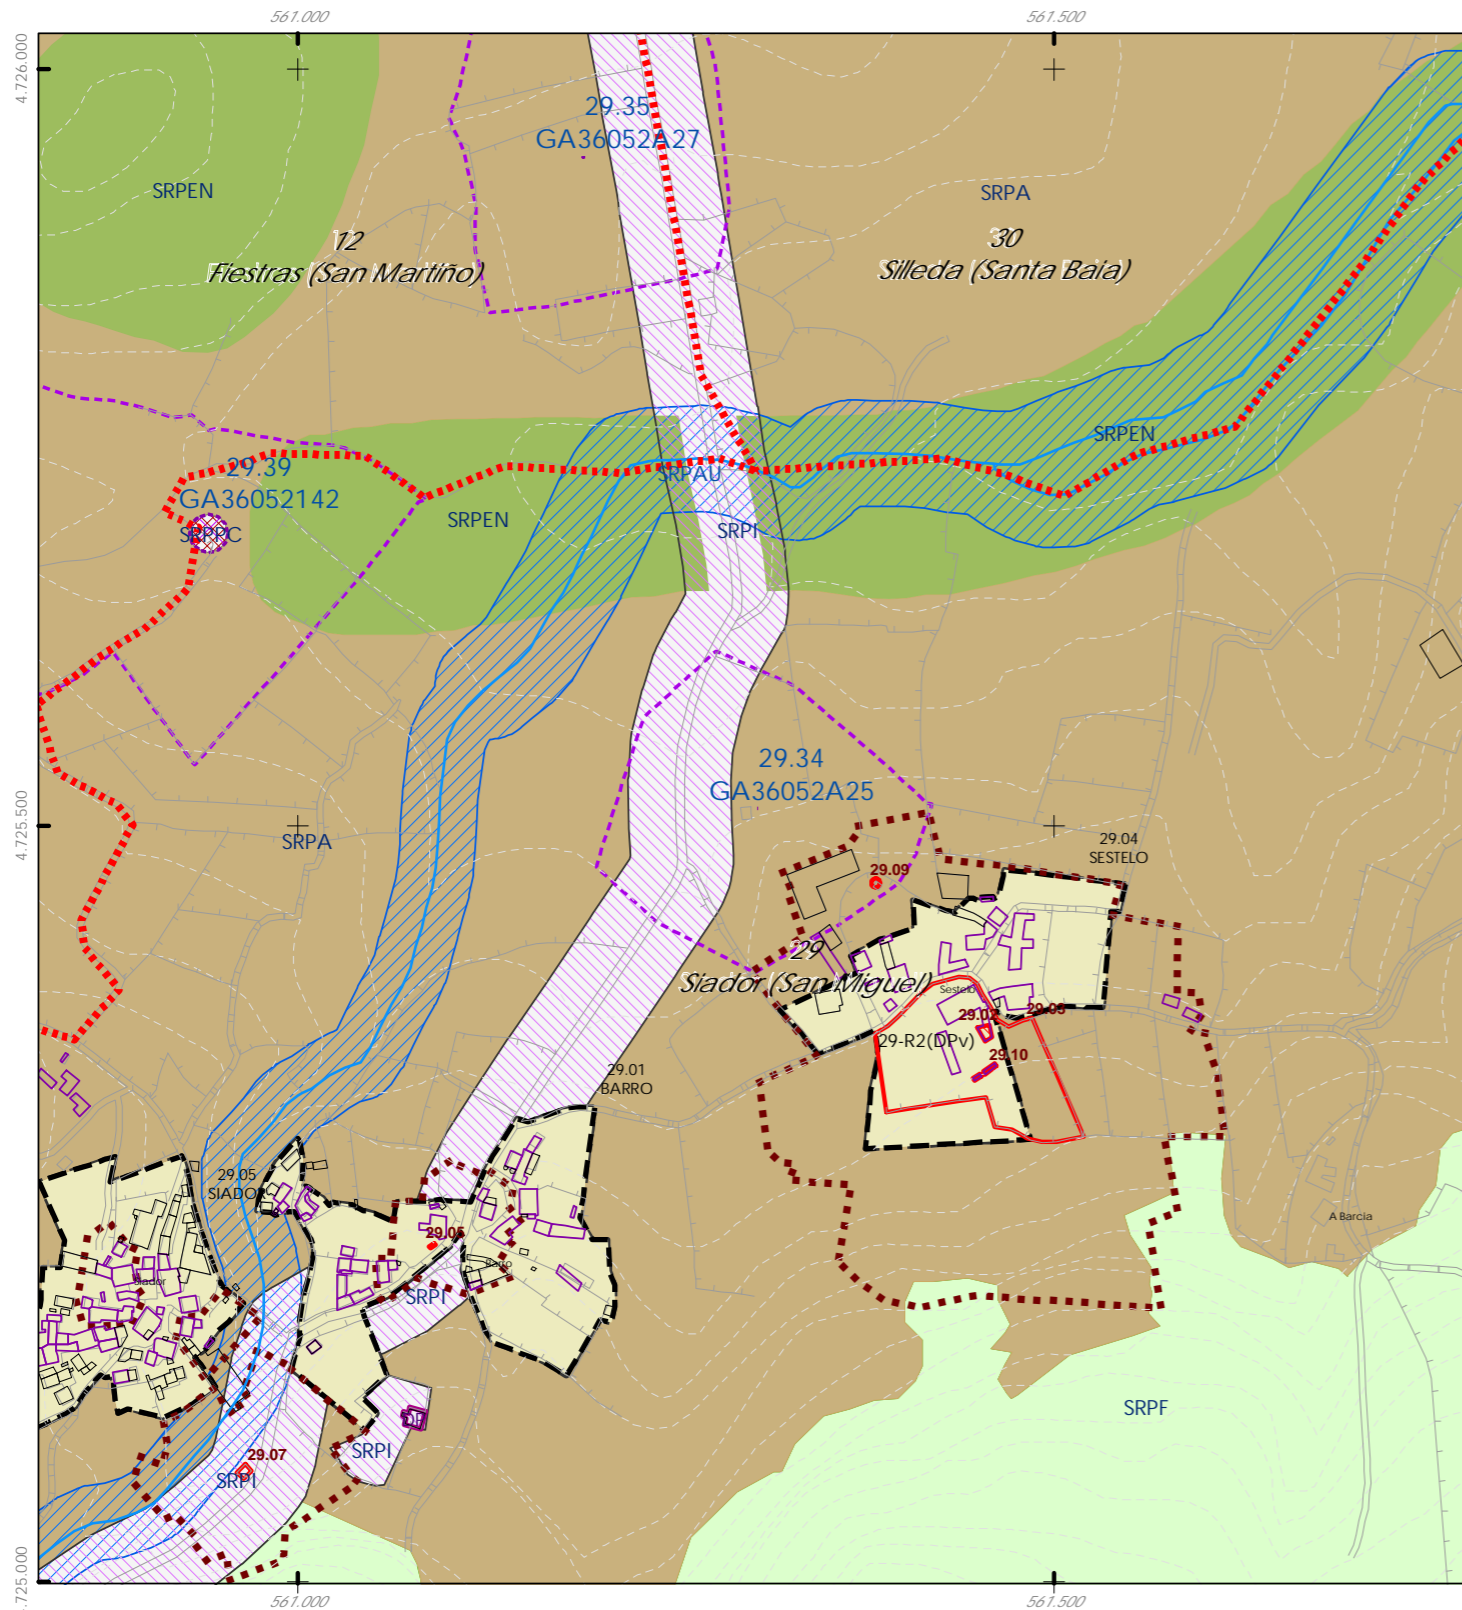 561.000
561.500
4.726.000
29.35
GA36052A27
SRPEN
SRPA
12
Fiestras (San Martiño)
30
Silleda (Santa Baia)
SRPEN
29.39
GA36052142
SRPAU
SRPEN
SRPPC
SRPI
29.34
GA36052A25
4.725.500
SRPA
29.04
SESTELO
29.09
29
Siador (San Miguel)
Sestelo
29.02
29.03
29-R2(DPv)
29.10
29.01
BARRO
29.05
SIADOR
A Barcia
29.05
Barro
Siador
SRPI
SRPF
SRPI
29.07
SRPI
.725.000
561.000
561.500